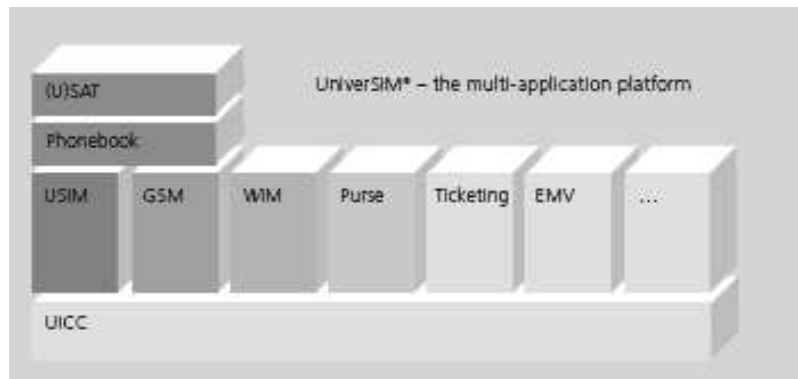 (U)SAT
UniverSIM* – the multi-application platform
Phonebook
USIM GSM WIM Purse Ticketing EMV ...
UICC